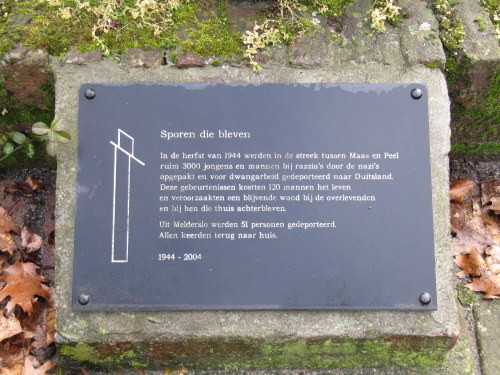 Sporen die bleven
In de herfst van 1944 werden in de streek tussen Maas en Peel
ruim 3000 jongens en mannen bij razzia's door de nazi's
opgepakt en voor dwangarbeid gedeporteerd naar Duitsland.
Deze gebeurtenissen kostten 120 mannen het leven
en veroorzaakten een blijvende wond bij de overlevenden
en bij hen die thuis achterbleven.
Uit Melderslo werden 51 personen gedeporteerd.
Allen keerden terug naar huis.
1944 - 2004